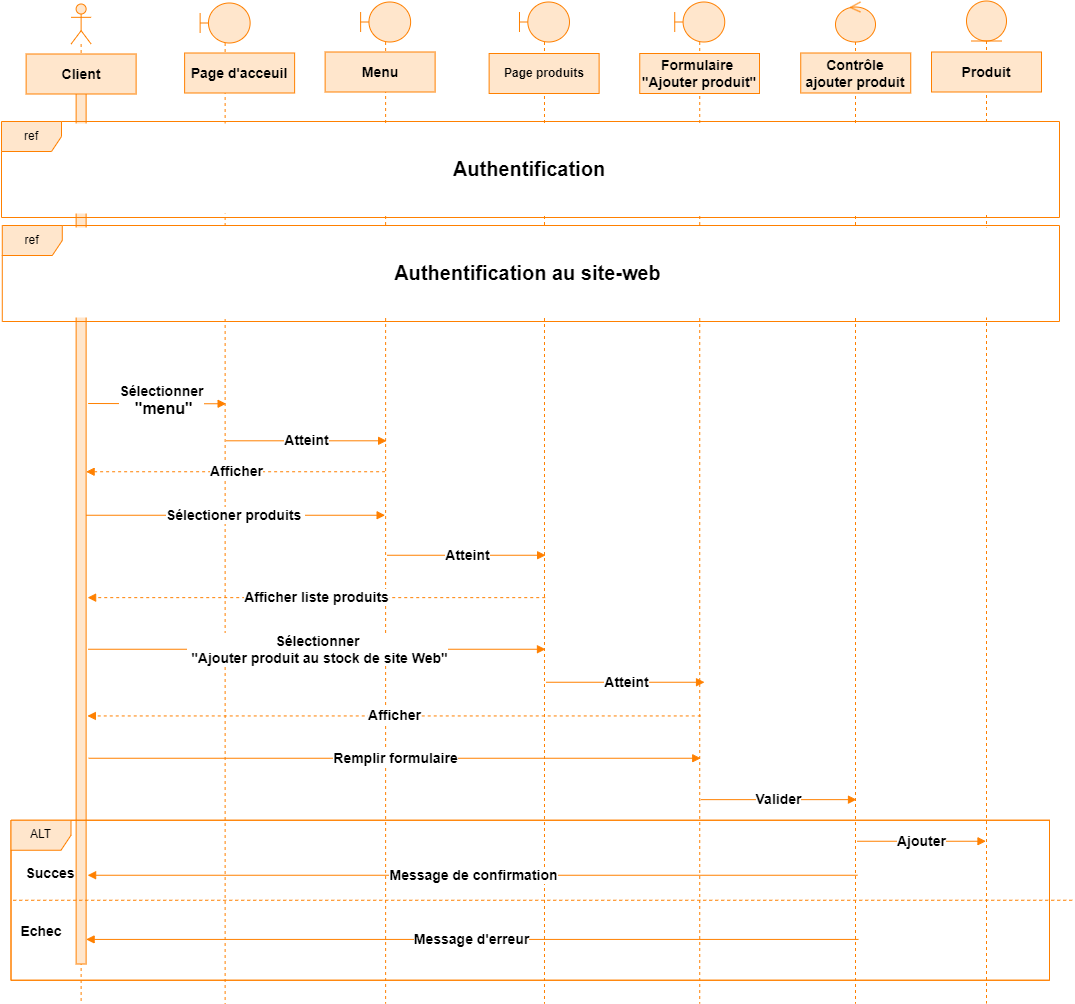 Client
Page d'acceuil
Menu
Page produits
Formulaire
"Ajouter produit"
Contrôle
ajouter produit
Produit
ref
Authentification
ref
Authentification au site-web
Sélectionner
"menu"
Atteint
Afficher
Sélectioner produits
Atteint
Afficher liste produits
Sélectionner
"Ajouter produit au stock de site Web"
Atteint
Afficher
Remplir formulaire
Valider
ALT
Ajouter
Succes
Message de confirmation
Echec
Message d'erreur